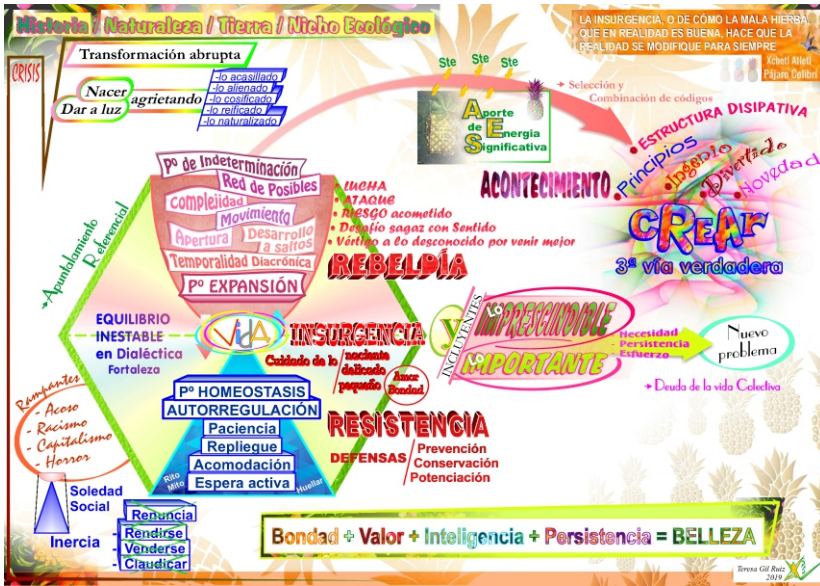 Historia / Naturaleza / Tierra / Nicho Ecológico
LA INSURGENCIA, O DE CÓMO LA MALA HIERBA,
QUE EN REALIDAD ES BUENA, HACE QUE LA
REALIDAD SE MODIFIQUE PARA SIEMPRE
Xchetl Atletl
Pájaro Colibrí
CRISIS
Transformación abrupta
Nacer
Dar a luz
agrietando
-lo acasillado
-lo alienado
-lo cosificado
-lo reificado
-lo naturalizado
Ste
Ste
Ste
Aporte
de Energia
Significativa
→ Selección y
Combinación de códigos
• ESTRUCTURA DISIPATIVA
• Principios
• Ingenio
• Divertido
• Novedad
ACONTECIMIENTO
CREAr
3ª vía verdadera
Pº de Indeterminación
Red de Posibles
Complejidad
Movimiento
Apertura
Desarrollo
a saltos
Temporalidad Diacrónica
Pº EXPANSIÓN
• LUCHA
• ATAQUE
• RIESGO acometido
• Desafío sagaz con Sentido
• Vértigo a lo desconocido por venir mejor
REBELDÍA
Apuntalamiento
Referencial
EQUILIBRIO
INESTABLE
en Dialéctica
Fortaleza
VidA
INSURGENCIA
Cuidado de lo
naciente
delicado
pequeño
Amor
Bondad
y
INCLUYENTES
LO IMPRESCINDIBLE
LO IMPORTANTE
- Necesidad
- Persistencia
- Esfuerzo
Nuevo
problema
→ Deuda de la vida Colectiva
Rampantes
- Acoso
- Racismo
- Capitalismo
- Horror
Pº HOMEOSTASIS
AUTORREGULACIÓN
Paciencia
Repliegue
Acomodación
Espera activa
Rito
Mito
Huellar
RESISTENCIA
DEFENSAS
Prevención
Conservación
Potenciación
Soledad
Social
Inercia
Renuncia
- Rendirse
- Venderse
- Claudicar
Bondad + Valor + Inteligencia + Persistencia = BELLEZA
Teresa Gil Ruiz
2019